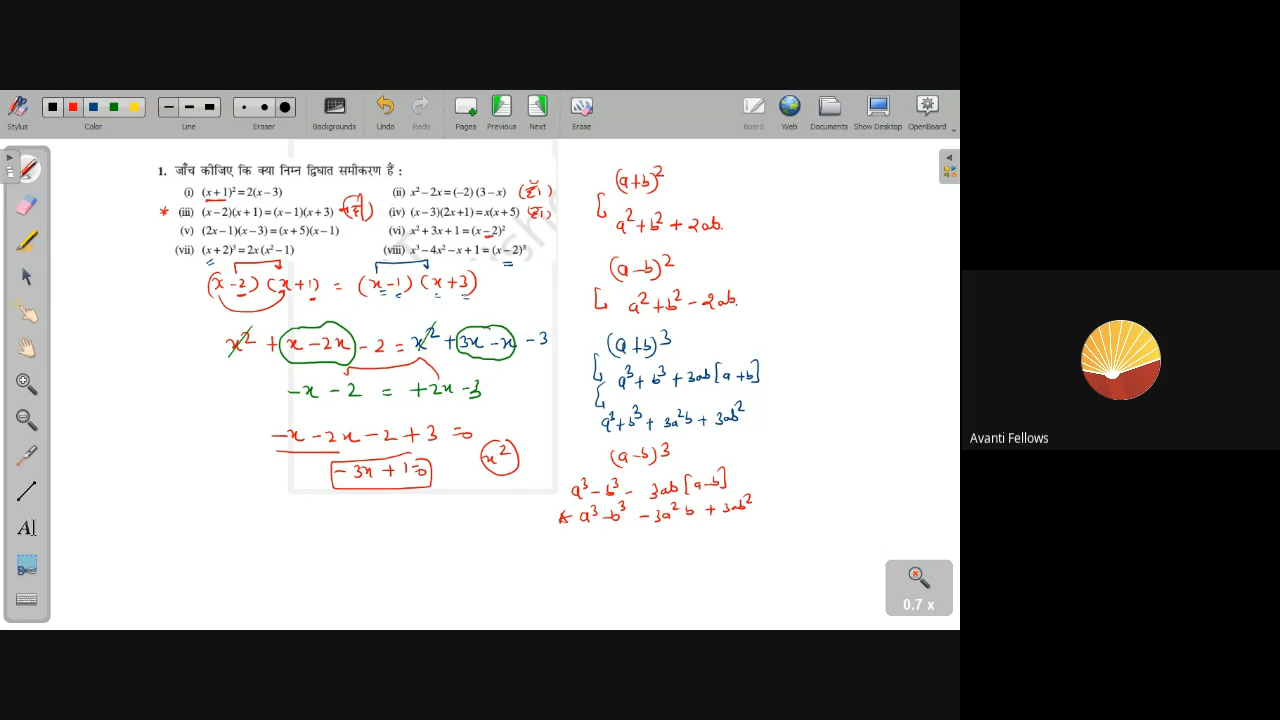 Stylus
Color
Line
Eraser
Backgrounds
Undo
Redo
Pages
Previous
Next
Erase
Board
Web
Documents
Show Desktop
OpenBoard
1. जाँच कीजिए कि क्या निम्न द्विघात समीकरण हैं :
(i) (x + 1)² = 2(x – 3)
(ii) x² – 2x = (–2) (3 – x) (हाँ)
* (iii) (x – 2)(x + 1) = (x – 1)(x + 3)
(iv) (x – 3)(2x + 1) = x(x + 5) (हाँ)
(v) (2x – 1)(x – 3) = (x + 5)(x – 1)
(vi) x² + 3x + 1 = (x – 2)²
(vii) (x + 2)³ = 2x (x² – 1)
(viii) x³ – 4x² – x + 1 = (x – 2)³
(x – 2) (x + 1) = (x – 1) (x + 3)
x² + x – 2x – 2 = x² + 3x – x – 3
–x – 2 = +2x – 3
–x – 2x – 2 + 3 = 0
– 3x + 1 = 0
x²
(a+b)²
a² + b² + 2ab.
(a–b)²
a² + b² – 2ab.
(a+b)3
a³ + b³ + 3ab [a+b]
a³ + b³ + 3a²b + 3ab²
(a–b)3
a³ – b³ – 3ab [a–b]
* a³ – b³ – 3a²b + 3ab²
0.7 x
Avanti Fellows